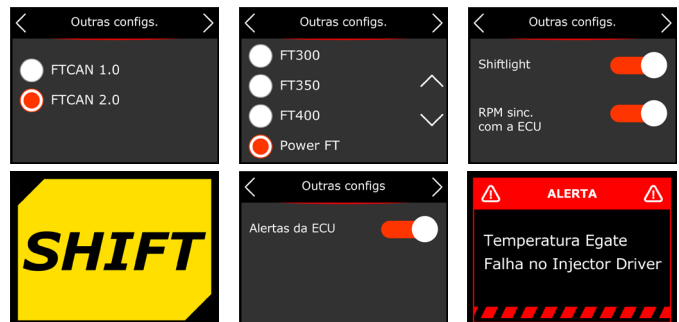 Outras configs.
FTCAN 1.0
FTCAN 2.0
Outras configs.
FT300
FT350
FT400
Power FT
Outras configs.
Shiftlight
RPM sinc.
com a ECU
SHIFT
Outras configs
Alertas da ECU
ALERTA
Temperatura Egate
Falha no Injector Driver